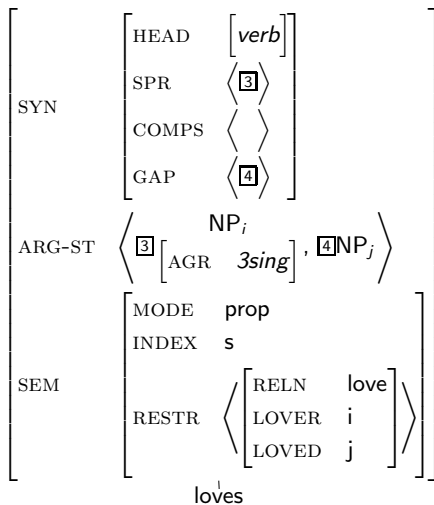 HEAD [verb]
SPR ⟨[3]⟩
SYN
COMPS ⟨ ⟩
GAP ⟨[4]⟩
ARG-ST ⟨[3]NP_i [AGR 3sing], [4]NP_j⟩
MODE prop
INDEX s
SEM
RESTR ⟨[RELN love
LOVER i
LOVED j]⟩
loves